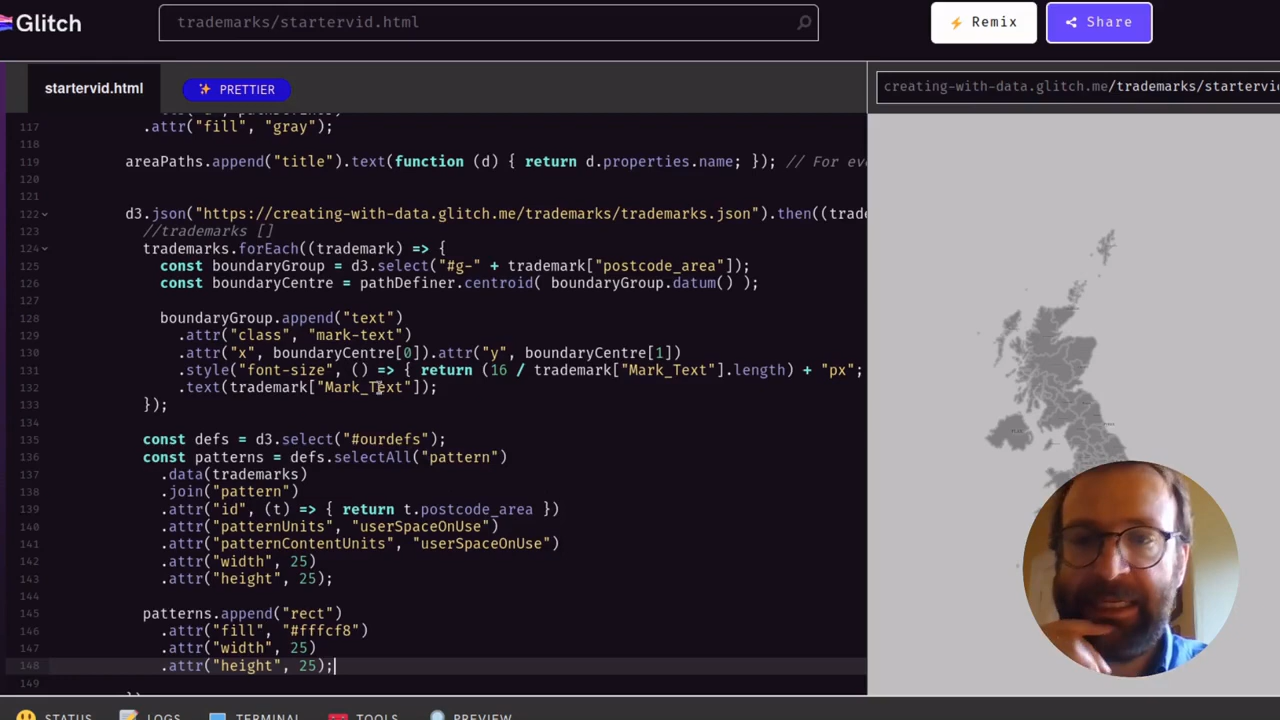 Glitch
trademarks/startervid.html
⚡ Remix
Share
startervid.html
✨ PRETTIER
creating-with-data.glitch.me/trademarks/startervi
117 .attr("fill", "gray");
118
119 areaPaths.append("title").text(function (d) { return d.properties.name; }); // For eve
120
121
122 d3.json("https://creating-with-data.glitch.me/trademarks/trademarks.json").then((trade
123 //trademarks []
124 trademarks.forEach((trademark) => {
125 const boundaryGroup = d3.select("#g-" + trademark["postcode_area"]);
126 const boundaryCentre = pathDefiner.centroid( boundaryGroup.datum() );
127
128 boundaryGroup.append("text")
129 .attr("class", "mark-text")
130 .attr("x", boundaryCentre[0]).attr("y", boundaryCentre[1])
131 .style("font-size", () => { return (16 / trademark["Mark_Text"].length) + "px";
132 .text(trademark["Mark_Text"]);
133 });
134
135 const defs = d3.select("#ourdefs");
136 const patterns = defs.selectAll("pattern")
137 .data(trademarks)
138 .join("pattern")
139 .attr("id", (t) => { return t.postcode_area })
140 .attr("patternUnits", "userSpaceOnUse")
141 .attr("patternContentUnits", "userSpaceOnUse")
142 .attr("width", 25)
143 .attr("height", 25);
144
145 patterns.append("rect")
146 .attr("fill", "#fffcf8")
147 .attr("width", 25)
148 .attr("height", 25);
149
STATUS
LOGS
TERMINAL
TOOLS
PREVIEW